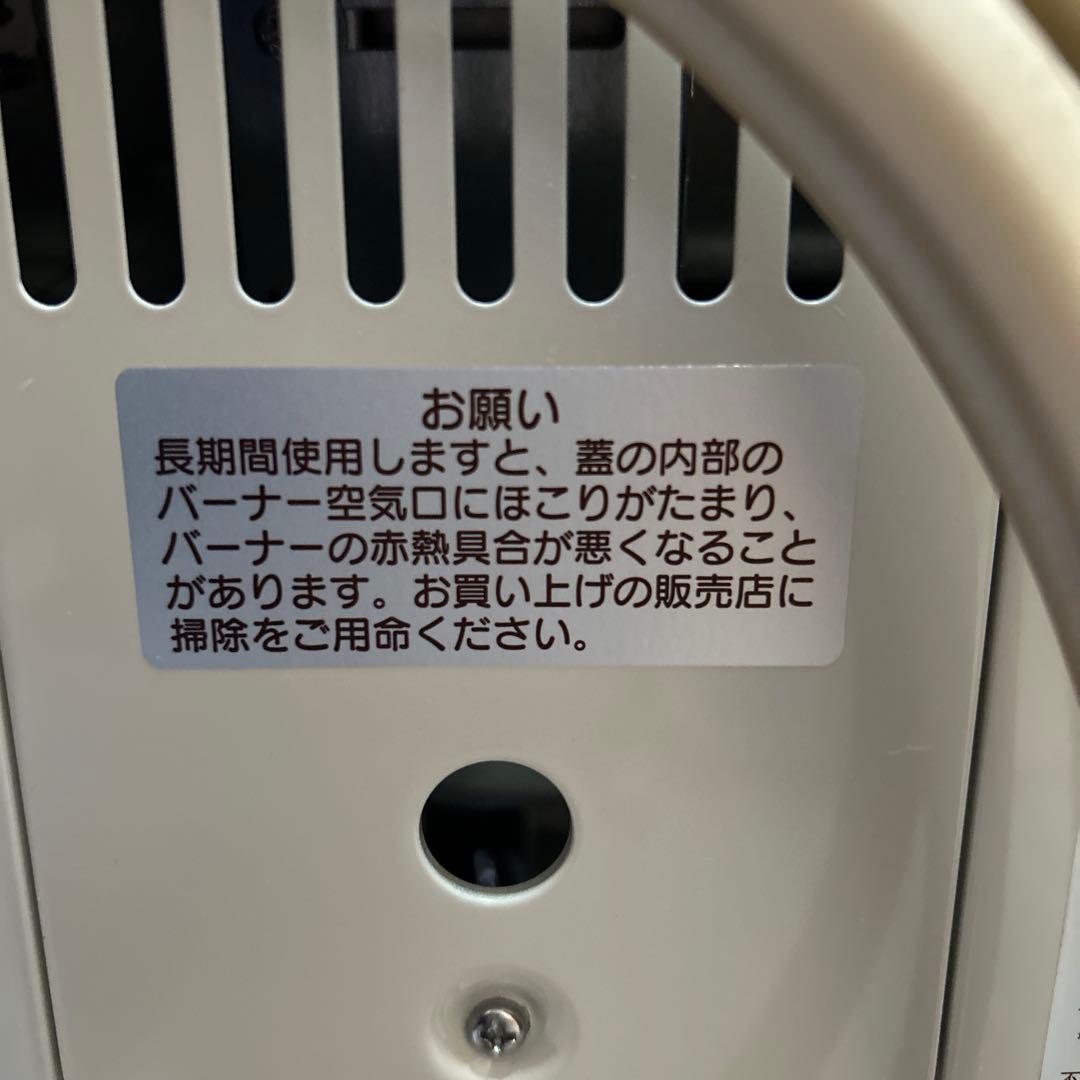 お願い
長期間使用しますと、蓋の内部の
バーナー空気口にほこりがたまり、
バーナーの赤熱具合が悪くなること
があります。お買い上げの販売店に
掃除をご用命ください。